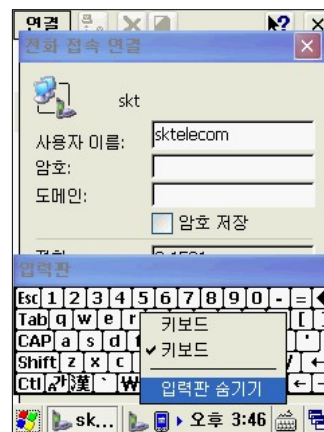 연결
전화 접속 연결
skt
사용자 이름: sktelecom
암호:
도메인:
암호 저장
입력판
Esc 1 2 3 4 5 6 7 8 9 0 - =
Tab q w e r [ ]
CAP a s d '
Shift z x c /
Ctl 한 漢 ` ₩
키보드
✓ 키보드
입력판 숨기기
sk... 오후 3:46